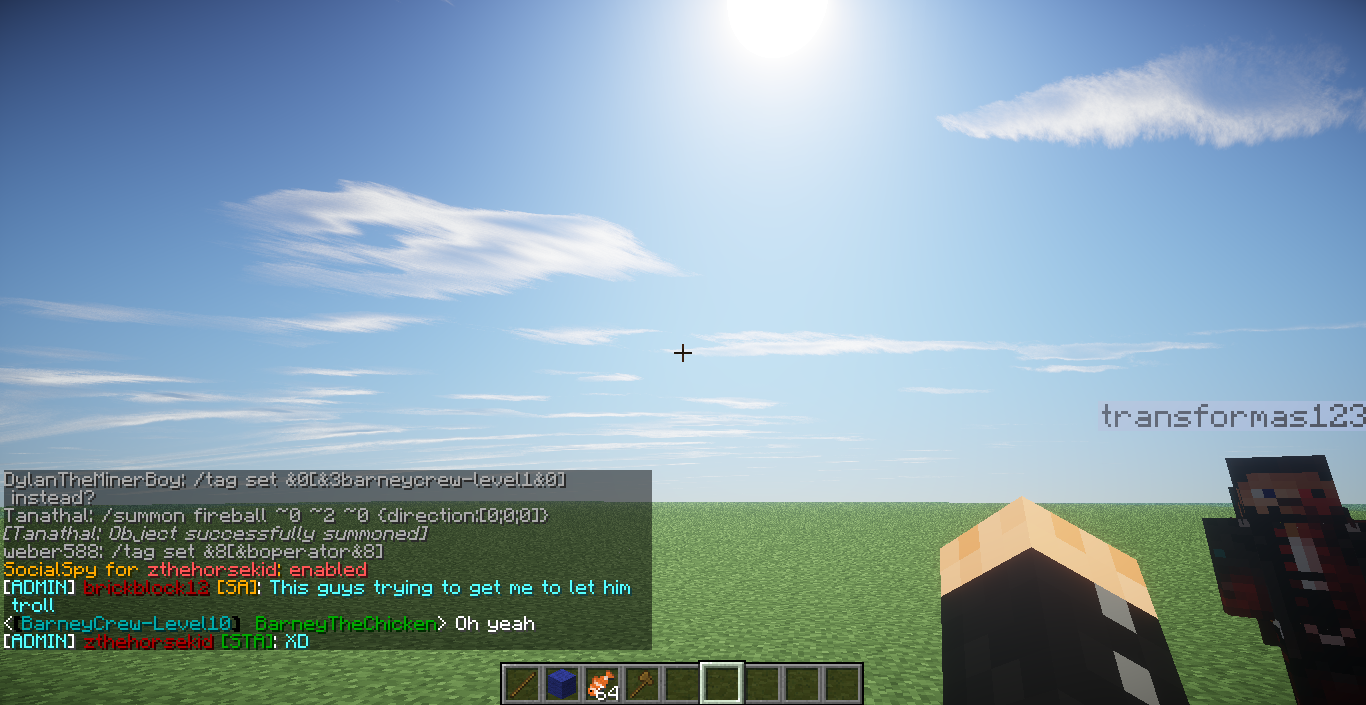 transformas123
DylanTheMinerBoy: /tag set &0[&3barneycrew-level1&0]
instead?
Tanathal: /summon fireball ~0 ~2 ~0 {direction:[0;0;0]}
[Tanathal: Object successfully summoned]
weber588: /tag set &8[&boperator&8]
SocialSpy for zthehorsekid: enabled
[ADMIN] brickblock12 [SA]: This guys trying to get me to let him
troll
<[BarneyCrew-Level10] BarneyTheChicken> Oh yeah
[ADMIN] zthehorsekid [STA]: XD
64